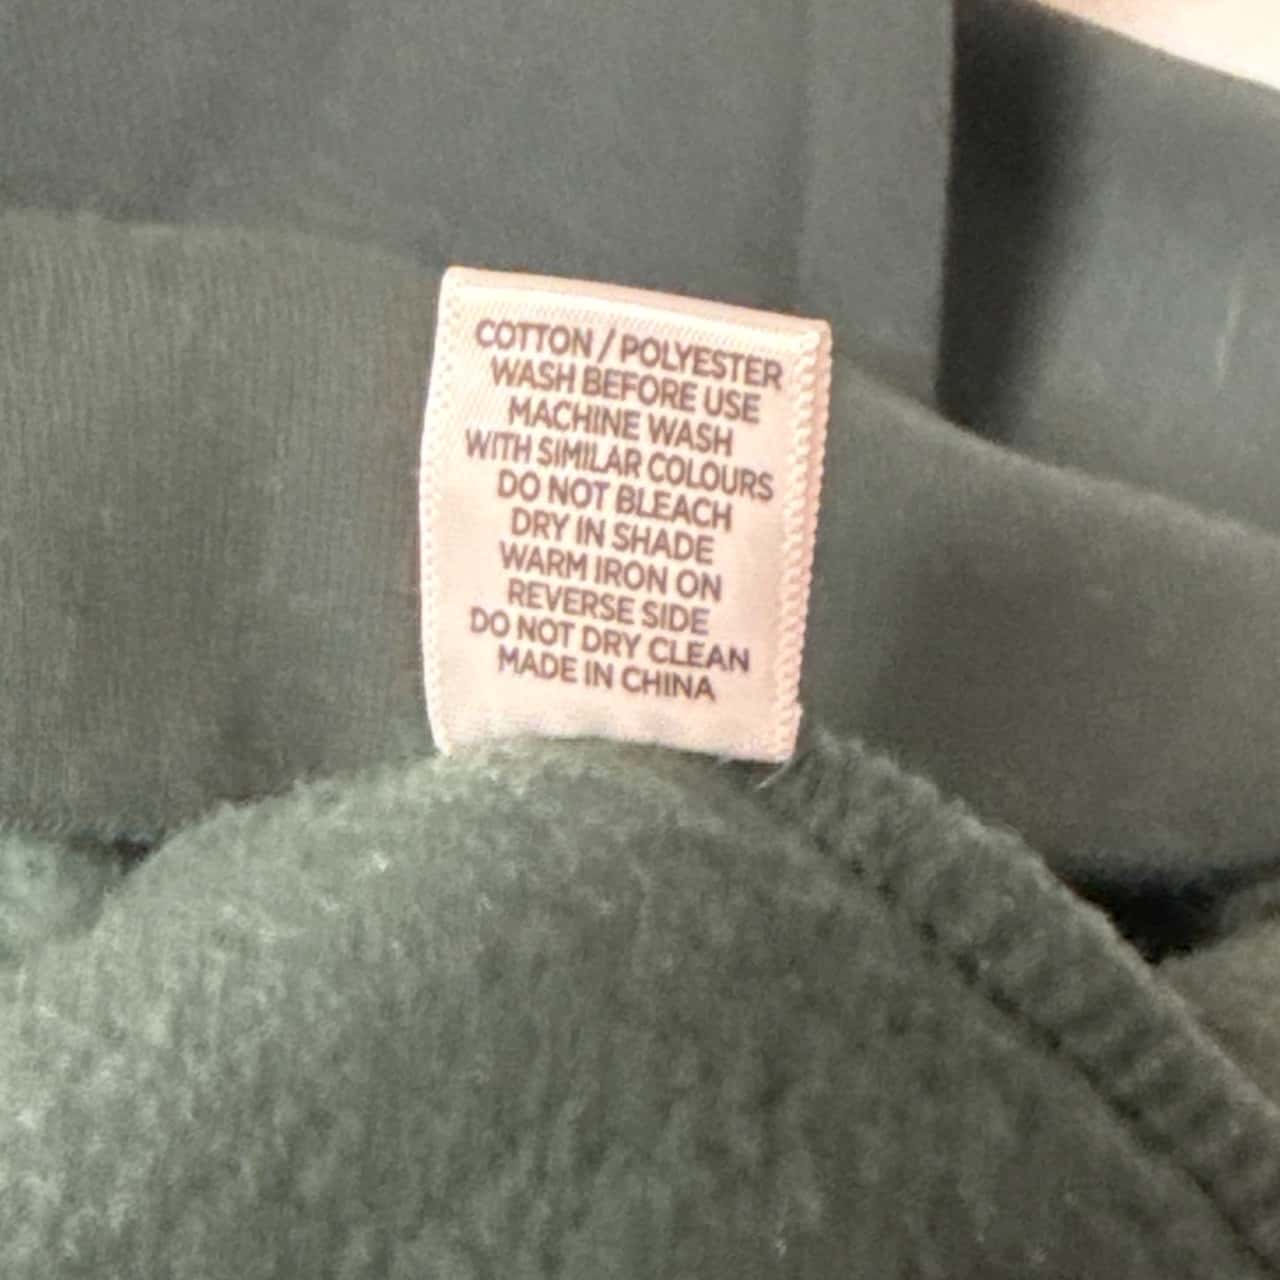 COTTON / POLYESTER
WASH BEFORE USE
MACHINE WASH
WITH SIMILAR COLOURS
DO NOT BLEACH
DRY IN SHADE
WARM IRON ON
REVERSE SIDE
DO NOT DRY CLEAN
MADE IN CHINA